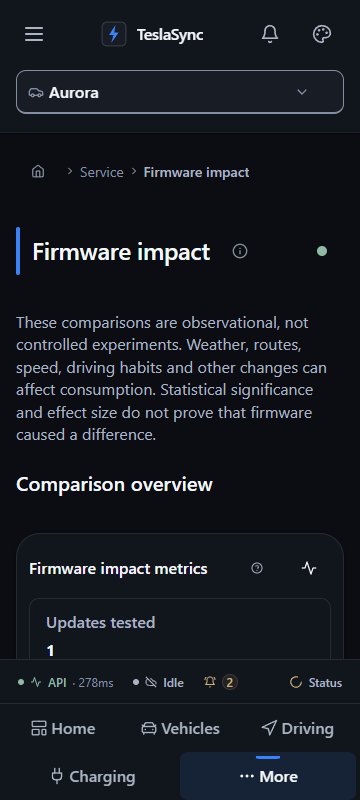 TeslaSync
Aurora
Service
Firmware impact
Firmware impact
These comparisons are observational, not
controlled experiments. Weather, routes,
speed, driving habits and other changes can
affect consumption. Statistical significance
and effect size do not prove that firmware
caused a difference.
Comparison overview
Firmware impact metrics
Updates tested
1
API · 278ms
Idle
2
Status
Home
Vehicles
Driving
Charging
More